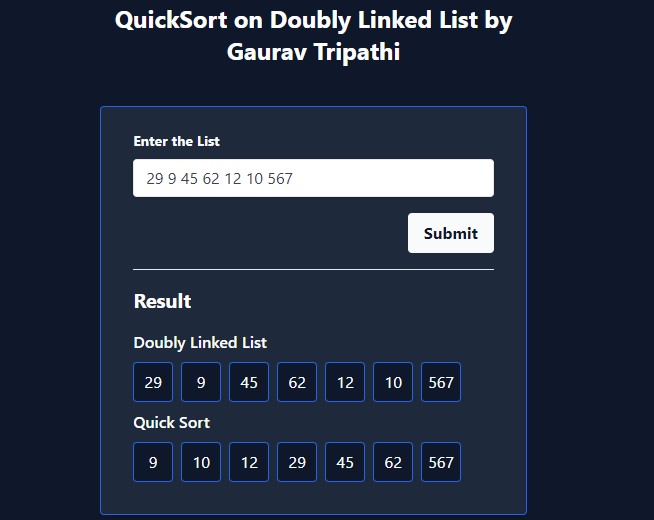 QuickSort on Doubly Linked List by
Gaurav Tripathi
Enter the List
29 9 45 62 12 10 567
Submit
Result
Doubly Linked List
29 9 45 62 12 10 567
Quick Sort
9 10 12 29 45 62 567